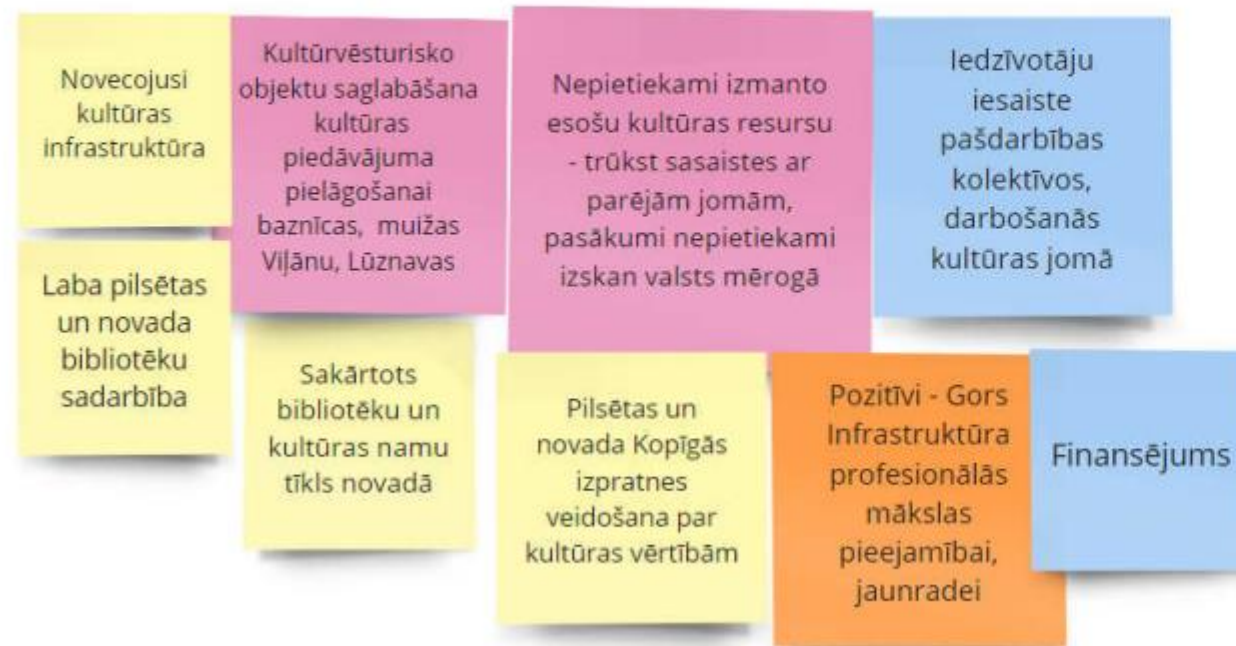 Novecojusi
kultūras
infrastruktūra
Kultūrvēsturisko
objektu saglabāšana
kultūras
piedāvājuma
pielāgošanai
baznīcas, muižas
Viļānu, Lūznavas
Nepietiekami izmanto
esošu kultūras resursu
- trūkst sasaistes ar
parējām jomām,
pasākumi nepietiekami
izskan valsts mērogā
Iedzīvotāju
iesaiste
pašdarbības
kolektīvos,
darbošanās
kultūras jomā
Laba pilsētas
un novada
bibliotēku
sadarbība
Sakārtots
bibliotēku un
kultūras namu
tīkls novadā
Pilsētas un
novada Kopīgās
izpratnes
veidošana par
kultūras vērtībām
Pozitīvi - Gors
Infrastruktūra
profesionālās
mākslas
pieejamībai,
jaunradei
Finansējums